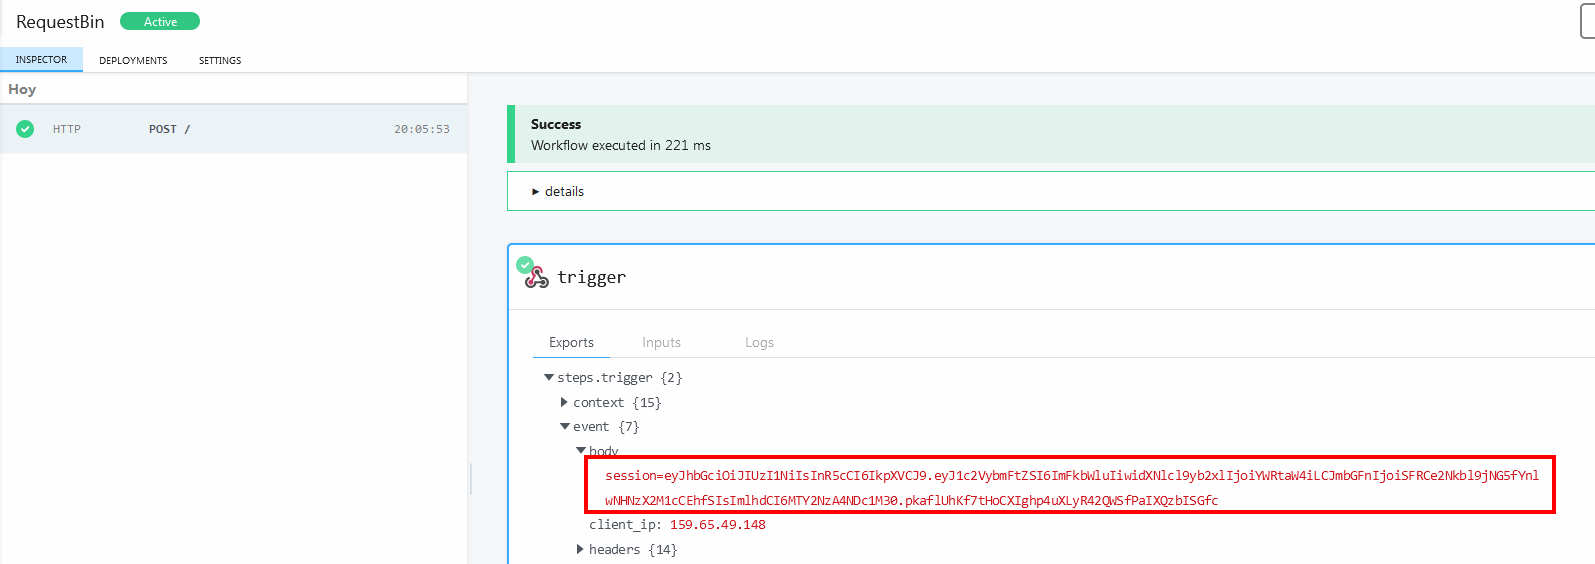 RequestBin Active
INSPECTOR DEPLOYMENTS SETTINGS
Hoy
HTTP POST / 20:05:53
Success
Workflow executed in 221 ms
details
trigger
Exports Inputs Logs
steps.trigger {2}
context {15}
event {7}
body
session=eyJhbGciOiJIUzI1NiIsInR5cCI6IkpXVCJ9.eyJ1c2VybmFtZSI6ImFkbWluIiwidXNlcl9yb2xlIjoiYWRtaW4iLCJmbGFnIjoiSFRCe2Nkbl9jNG5fYnl
wNHNzX2M1cCEhfSIsImlhdCI6MTY2NzA4NDc1M30.pkaflUhKf7tHoCXIghp4uXLyR42QWSfPaIXQzbISGfc
client_ip: 159.65.49.148
headers {14}